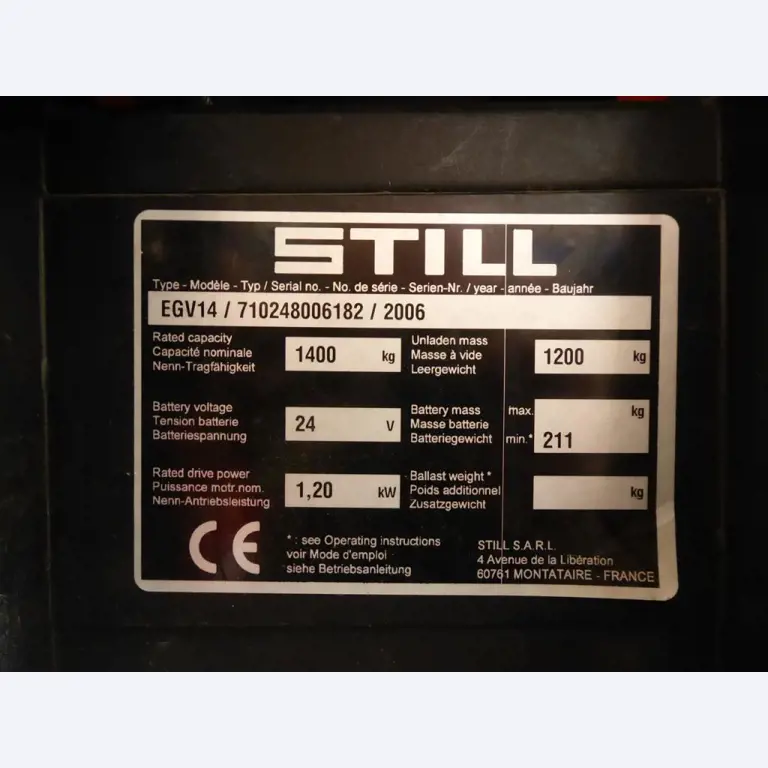 STILL
Type - Modèle - Typ / Serial no. - No. de série - Serien-Nr. / year - année - Baujahr
EGV14 / 710248006182 / 2006
Rated capacity
Capacité nominale
Nenn-Tragfähigkeit
1400 kg
Unladen mass
Masse à vide
Leergewicht
1200 kg
Battery voltage
Tension batterie
Batteriespannung
24 V
Battery mass
Masse batterie
Batteriegewicht
max. kg
min.* 211
Rated drive power
Puissance motr.nom.
Nenn-Antriebsleistung
1,20 kW
Ballast weight *
Poids additionnel
Zusatzgewicht
kg
CE
* : see Operating instructions
voir Mode d'emploi
siehe Betriebsanleitung
STILL S.A.R.L.
4 Avenue de la Libération
60761 MONTATAIRE - FRANCE